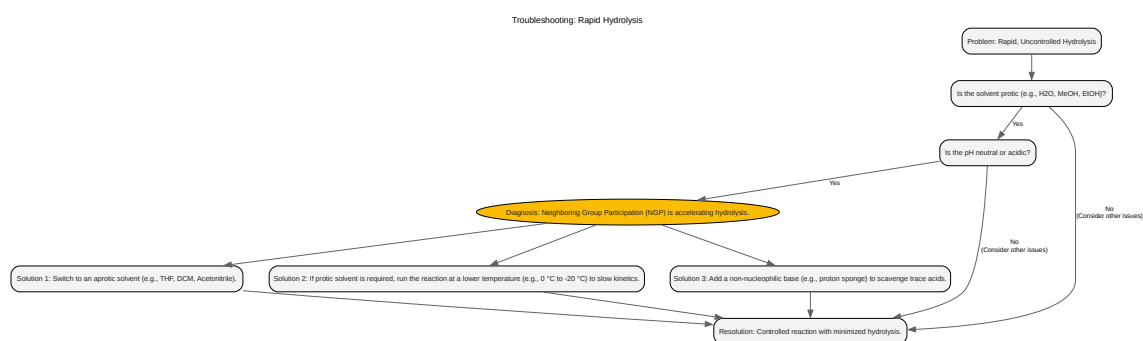 Troubleshooting: Rapid Hydrolysis
Problem: Rapid, Uncontrolled Hydrolysis
Is the solvent protic (e.g., H2O, MeOH, EtOH)?
Yes
Is the pH neutral or acidic?
Yes
Diagnosis: Neighboring Group Participation (NGP) is accelerating hydrolysis.
No
(Consider other issues)
No
(Consider other issues)
Solution 1: Switch to an aprotic solvent (e.g., THF, DCM, Acetonitrile).
Solution 2: If protic solvent is required, run the reaction at a lower temperature (e.g., 0 °C to -20 °C) to slow kinetics.
Solution 3: Add a non-nucleophilic base (e.g., proton sponge) to scavenge trace acids.
Resolution: Controlled reaction with minimized hydrolysis.